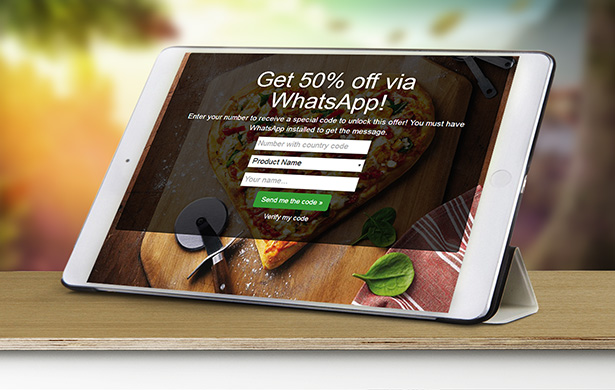 Get 50% off via
WhatsApp!
Enter your number to receive a special code to unlock this offer! You must have
WhatsApp installed to get the message.
Number with country code
Product Name
Your name...
Send me the code »
Verify my code